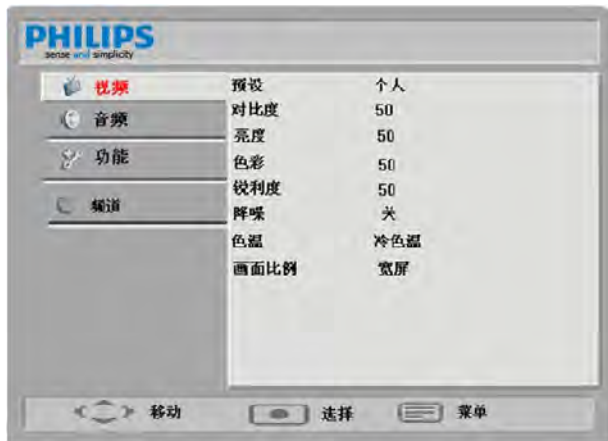 PHILIPS
sense and simplicity
视频
音频
功能
频道
预设 个人
对比度 50
亮度 50
色彩 50
锐利度 50
降噪 关
色温 冷色温
画面比例 宽屏
移动 选择 菜单